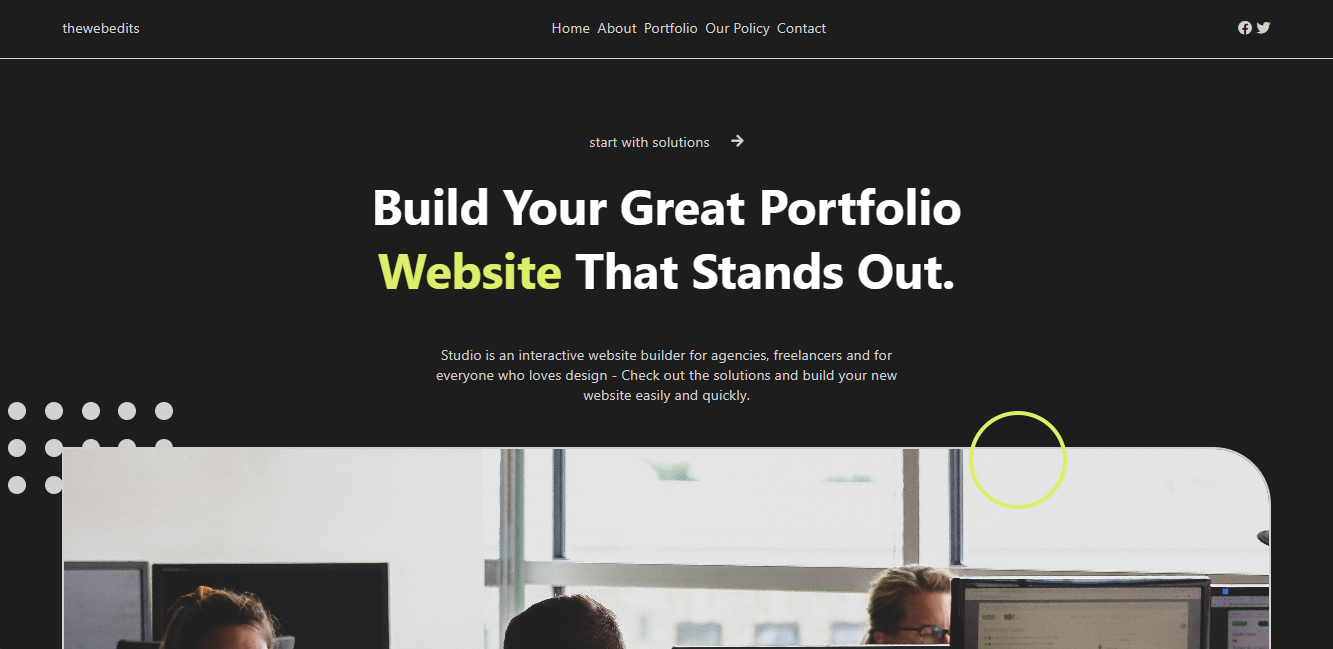 thewebedits
Home About Portfolio Our Policy Contact
start with solutions
Build Your Great Portfolio
Website That Stands Out.
Studio is an interactive website builder for agencies, freelancers and for
everyone who loves design - Check out the solutions and build your new
website easily and quickly.